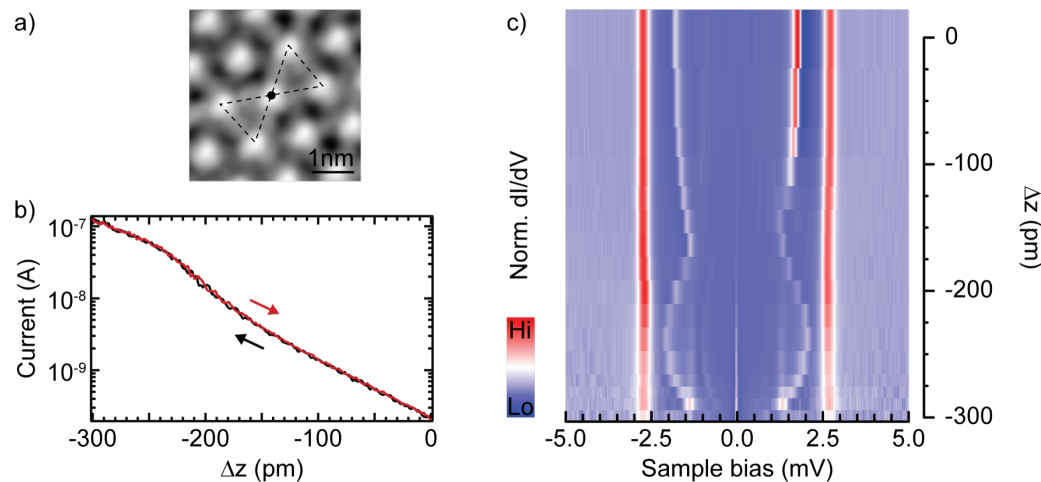 a)
1nm
b)
10-7
10-8
10-9
Current (A)
-300
-200
-100
0
Δz (pm)
c)
Norm. dI/dV
Hi
Lo
0
-100
-200
-300
Δz (pm)
-5.0
-2.5
0.0
2.5
5.0
Sample bias (mV)